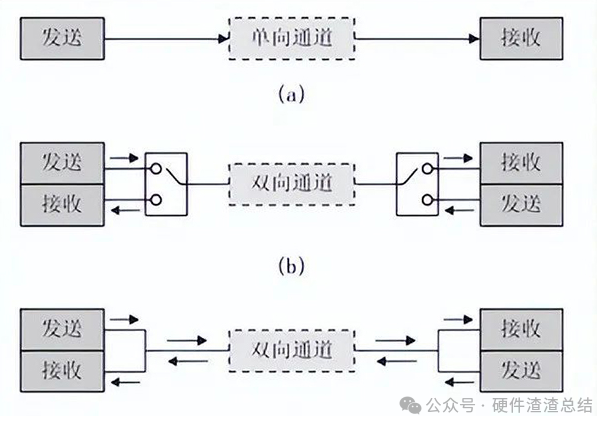 发送 单向通道 接收
(a)
发送 接收
双向通道
接收 发送
(b)
发送 接收
双向通道
接收 发送
公众号·硬件渣渣总结